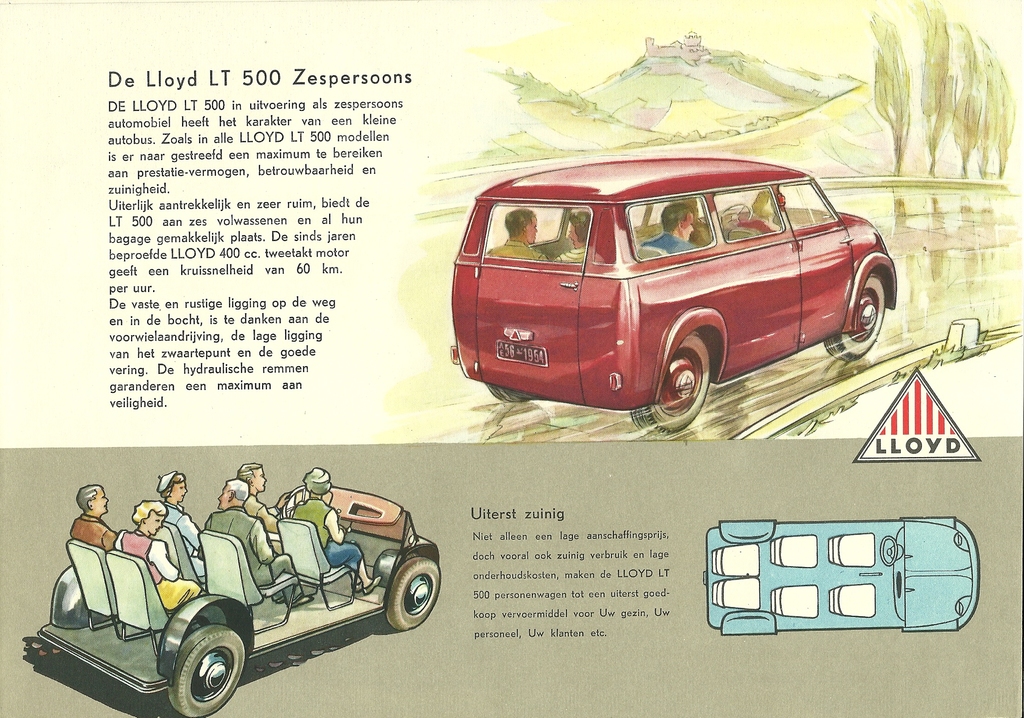 De Lloyd LT 500 Zespersoons
DE LLOYD LT 500 in uitvoering als zespersoons
automobiel heeft het karakter van een kleine
autobus. Zoals in alle LLOYD LT 500 modellen
is er naar gestreefd een maximum te bereiken
aan prestatie-vermogen, betrouwbaarheid en
zuinigheid.
Uiterlijk aantrekkelijk en zeer ruim, biedt de
LT 500 aan zes volwassenen en al hun
bagage gemakkelijk plaats. De sinds jaren
beproefde LLOYD 400 cc. tweetakt motor
geeft een kruissnelheid van 60 km.
per uur.
De vaste en rustige ligging op de weg
en in de bocht, is te danken aan de
voorwielaandrijving, de lage ligging
van het zwaartepunt en de goede
vering. De hydraulische remmen
garanderen een maximum aan
veiligheid.
56-1954
LLOYD
Uiterst zuinig
Niet alleen een lage aanschaffingsprijs,
doch vooral ook zuinig verbruik en lage
onderhoudskosten, maken de LLOYD LT
500 personenwagen tot een uiterst goed-
koop vervoermiddel voor Uw gezin, Uw
personeel, Uw klanten etc.